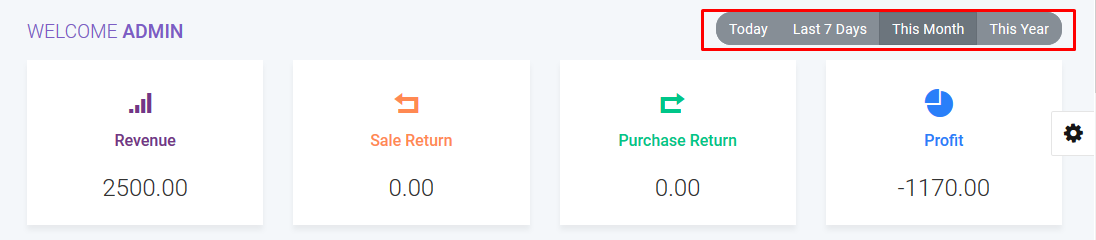 WELCOME ADMIN
Today Last 7 Days This Month This Year
Revenue
2500.00
Sale Return
0.00
Purchase Return
0.00
Profit
-1170.00